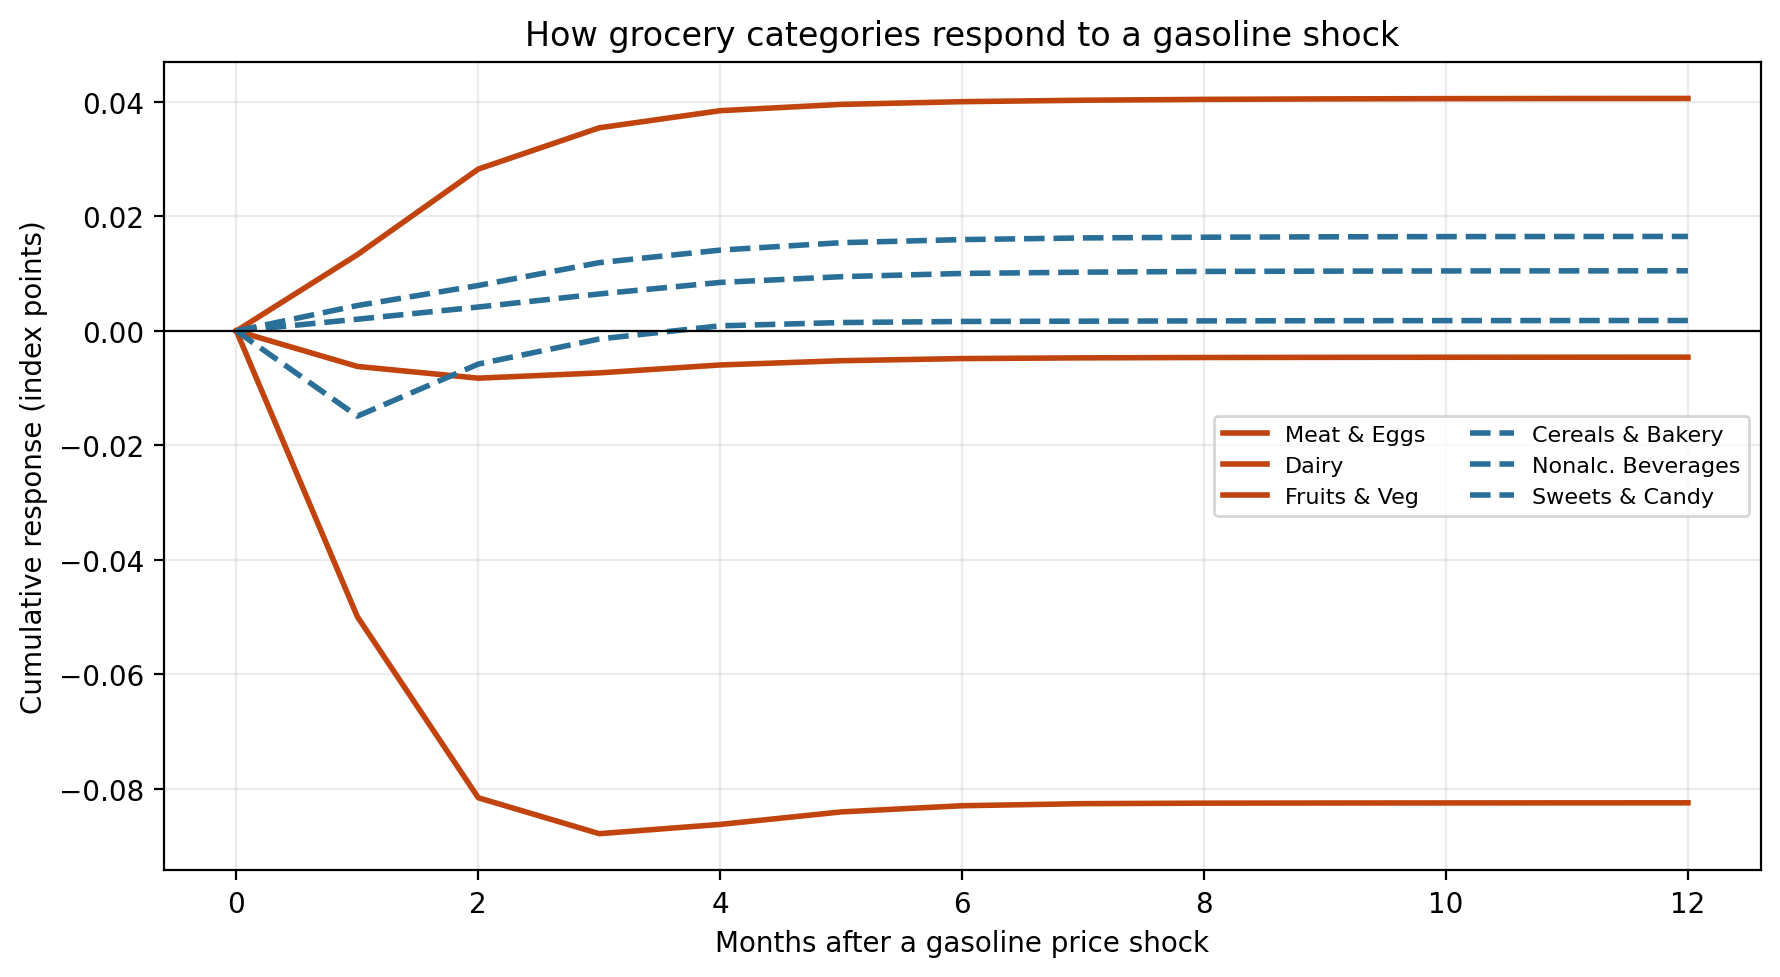 How grocery categories respond to a gasoline shock
Cumulative response (index points)
0.04
0.02
0.00
−0.02
−0.04
−0.06
−0.08
Meat & Eggs
Dairy
Fruits & Veg
Cereals & Bakery
Nonalc. Beverages
Sweets & Candy
0 2 4 6 8 10 12
Months after a gasoline price shock